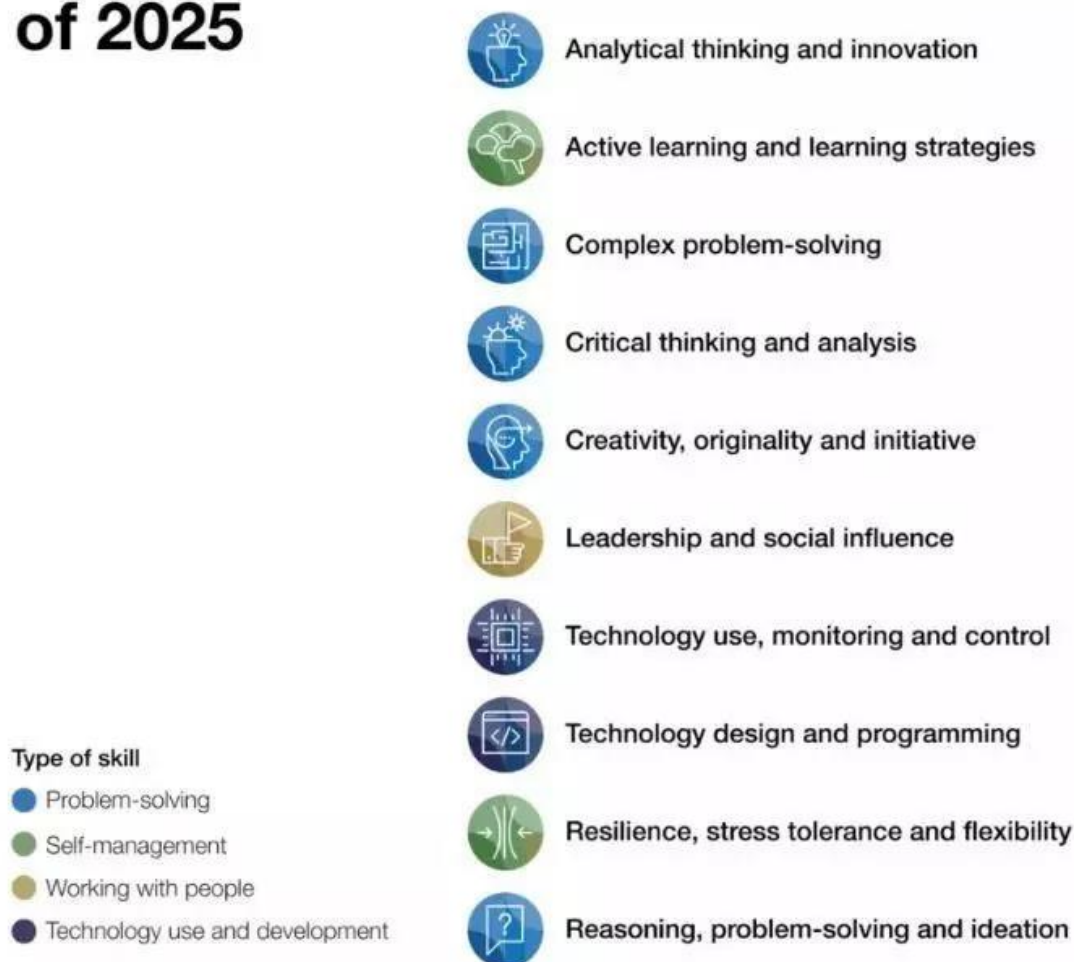 of 2025
Analytical thinking and innovation
Active learning and learning strategies
Complex problem-solving
Critical thinking and analysis
Creativity, originality and initiative
Leadership and social influence
Technology use, monitoring and control
Technology design and programming
Resilience, stress tolerance and flexibility
Reasoning, problem-solving and ideation
Type of skill
Problem-solving
Self-management
Working with people
Technology use and development